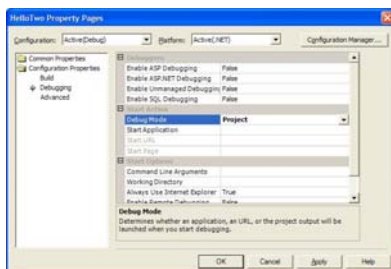 HelloTwo Property Pages
Configuration: Active(Debug) Platform: Active(.NET) Configuration Manager...
Common Properties
Configuration Properties
Build
Debugging
Advanced
Debuggers
Enable ASP Debugging False
Enable ASP.NET Debugging False
Enable Unmanaged Debugging False
Enable SQL Debugging False
Start Action
Debug Mode Project
Start Application
Start URL
Start Page
Start Options
Command Line Arguments
Working Directory
Always Use Internet Explorer True
Enable Remote Debugging False
Debug Mode
Determines whether an application, an URL, or the project output will be
launched when you start debugging.
OK Cancel Apply Help